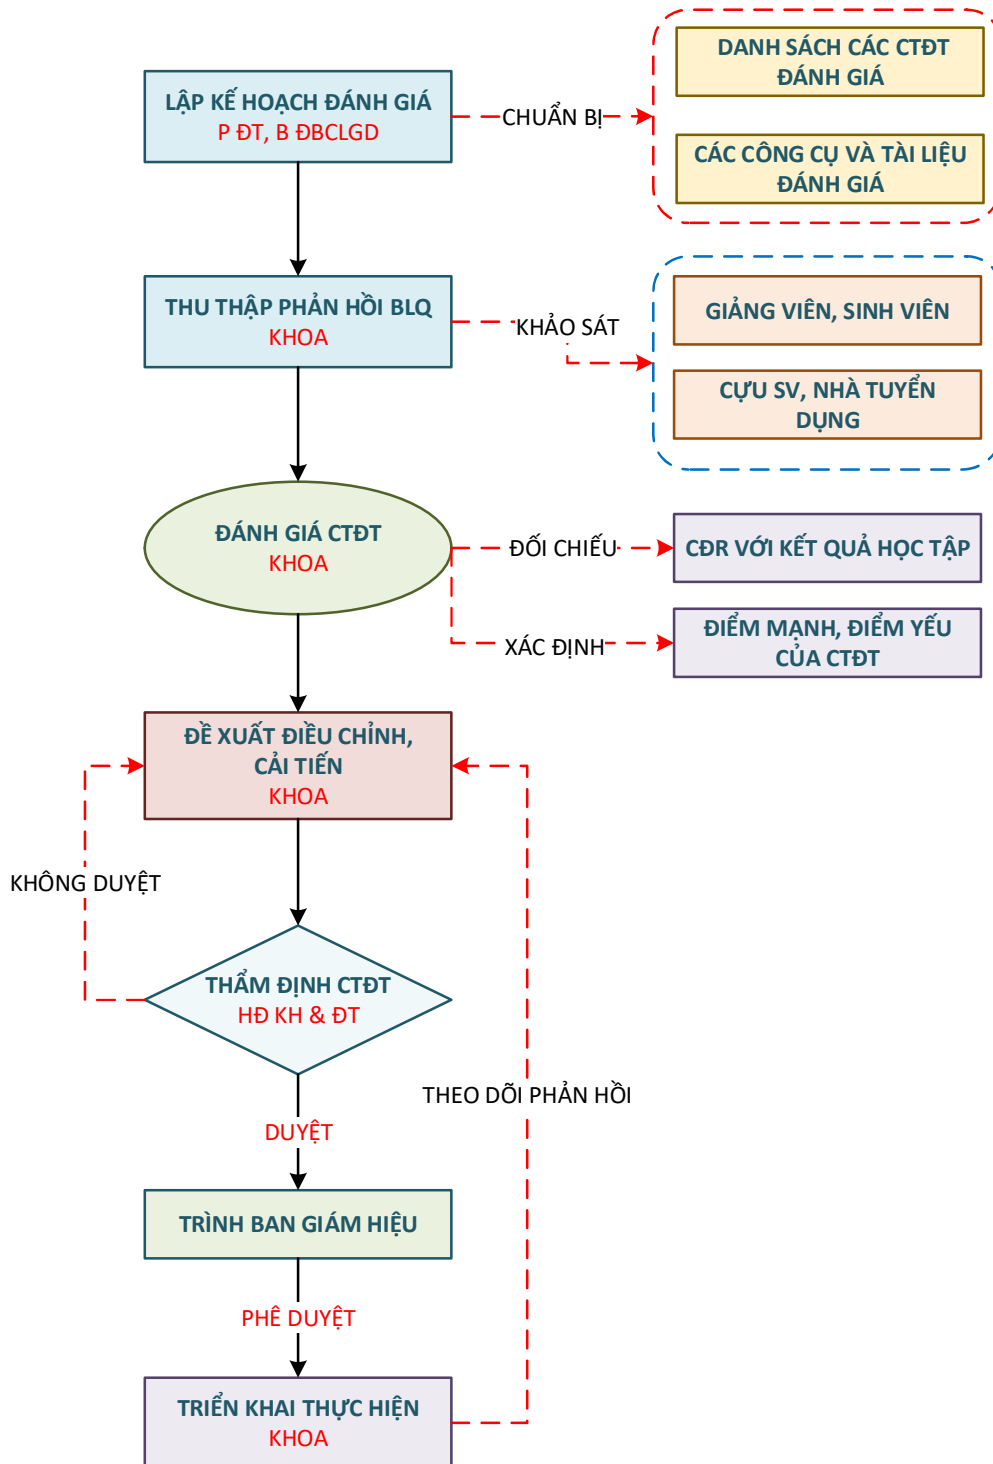 LẬP KẾ HOẠCH ĐÁNH GIÁ
P ĐT, B ĐBCLGD
CHUẨN BỊ
DANH SÁCH CÁC CTĐT
ĐÁNH GIÁ
CÁC CÔNG CỤ VÀ TÀI LIỆU
ĐÁNH GIÁ
THU THẬP PHẢN HỒI BLQ
KHOA
KHẢO SÁT
GIẢNG VIÊN, SINH VIÊN
CỰU SV, NHÀ TUYỂN
DỤNG
ĐÁNH GIÁ CTĐT
KHOA
ĐỐI CHIẾU
CĐR VỚI KẾT QUẢ HỌC TẬP
XÁC ĐỊNH
ĐIỂM MẠNH, ĐIỂM YẾU
CỦA CTĐT
ĐỀ XUẤT ĐIỀU CHỈNH,
CẢI TIẾN
KHOA
KHÔNG DUYỆT
THẨM ĐỊNH CTĐT
HĐ KH & ĐT
THEO DÕI PHẢN HỒI
DUYỆT
TRÌNH BAN GIÁM HIỆU
PHÊ DUYỆT
TRIỂN KHAI THỰC HIỆN
KHOA